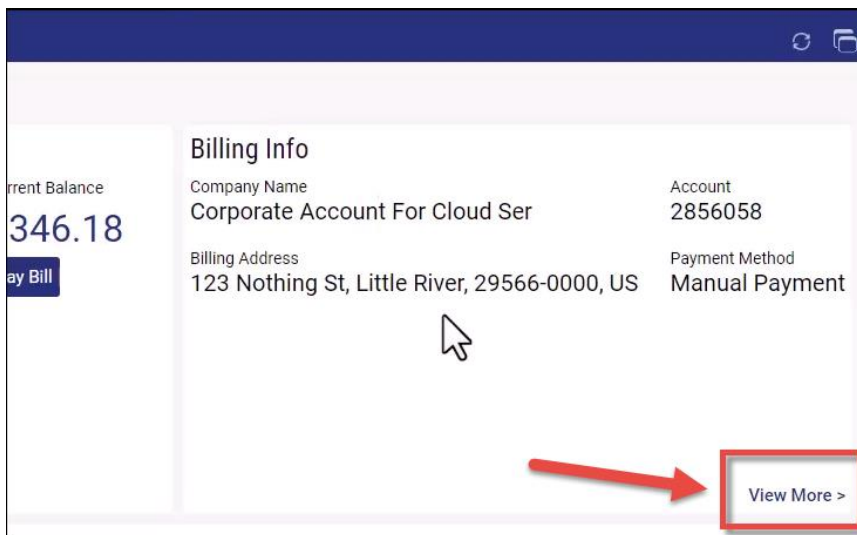 rrent Balance
346.18
ay Bill
Billing Info
Company Name
Corporate Account For Cloud Ser
Account
2856058
Billing Address
123 Nothing St, Little River, 29566-0000, US
Payment Method
Manual Payment
View More >